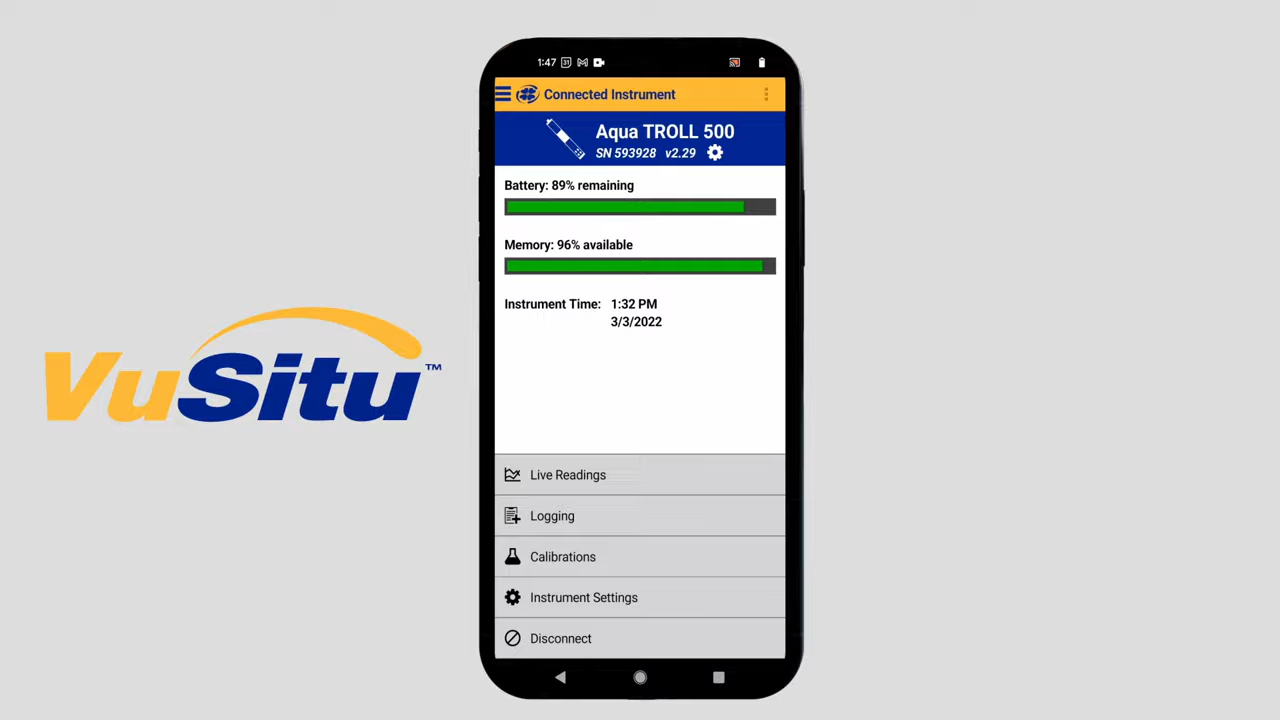 1:47 31
Connected Instrument
Aqua TROLL 500
SN 593928 v2.29
Battery: 89% remaining
Memory: 96% available
Instrument Time: 1:32 PM
3/3/2022
VuSitu™
Live Readings
Logging
Calibrations
Instrument Settings
Disconnect